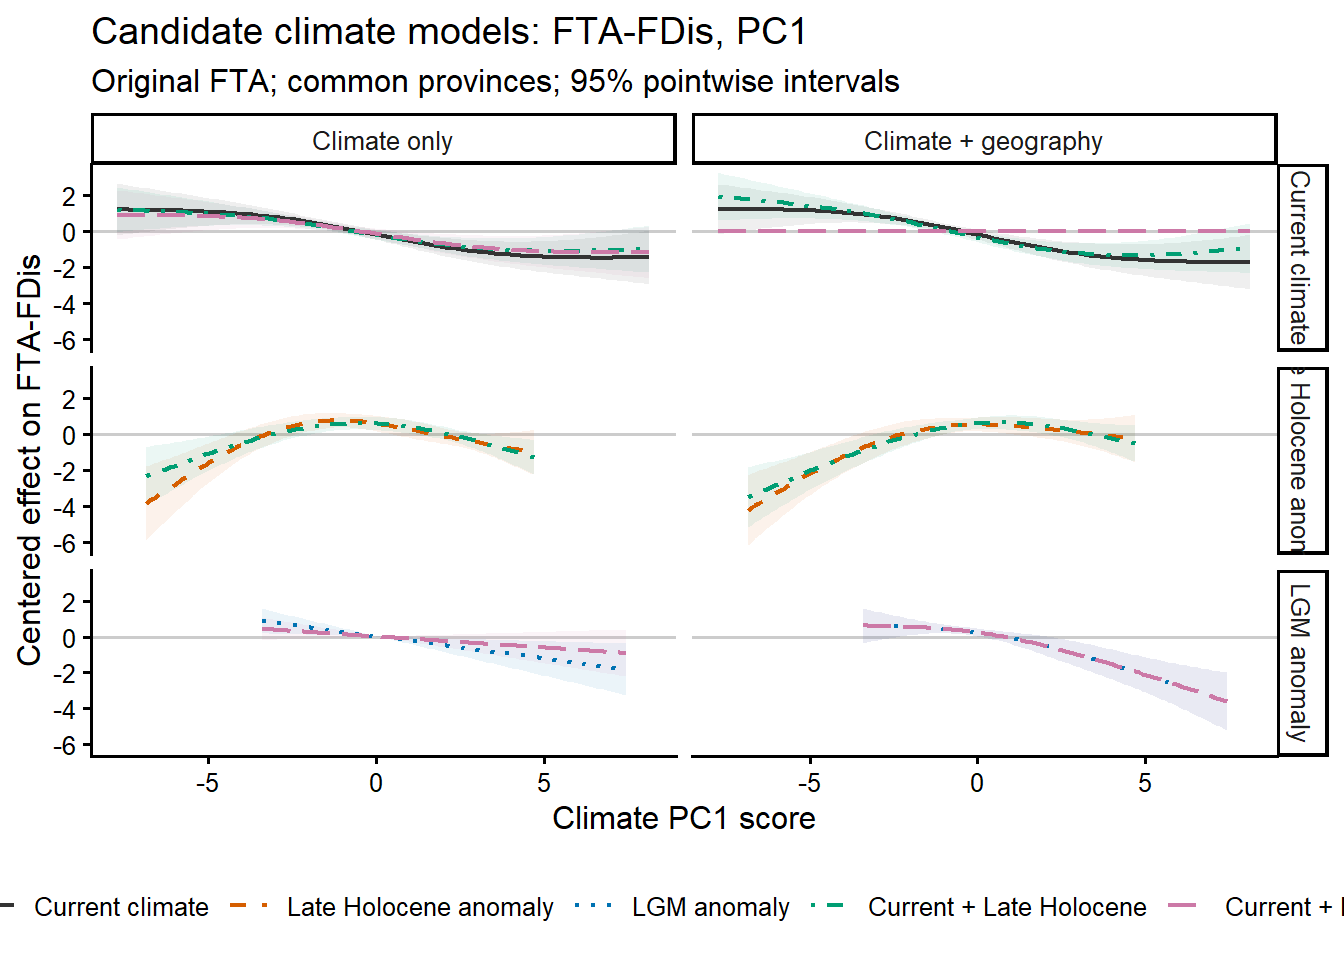 Candidate climate models: FTA-FDis, PC1
Original FTA; common provinces; 95% pointwise intervals
Climate only
Climate + geography
Centered effect on FTA-FDis
2
0
-2
-4
-6
Current climate
2
0
-2
-4
-6
Holocene
2
0
-2
-4
-6
LGM anomaly
-5
0
5
-5
0
5
Climate PC1 score
Current climate
Late Holocene anomaly
LGM anomaly
Current + Late Holocene
Current +